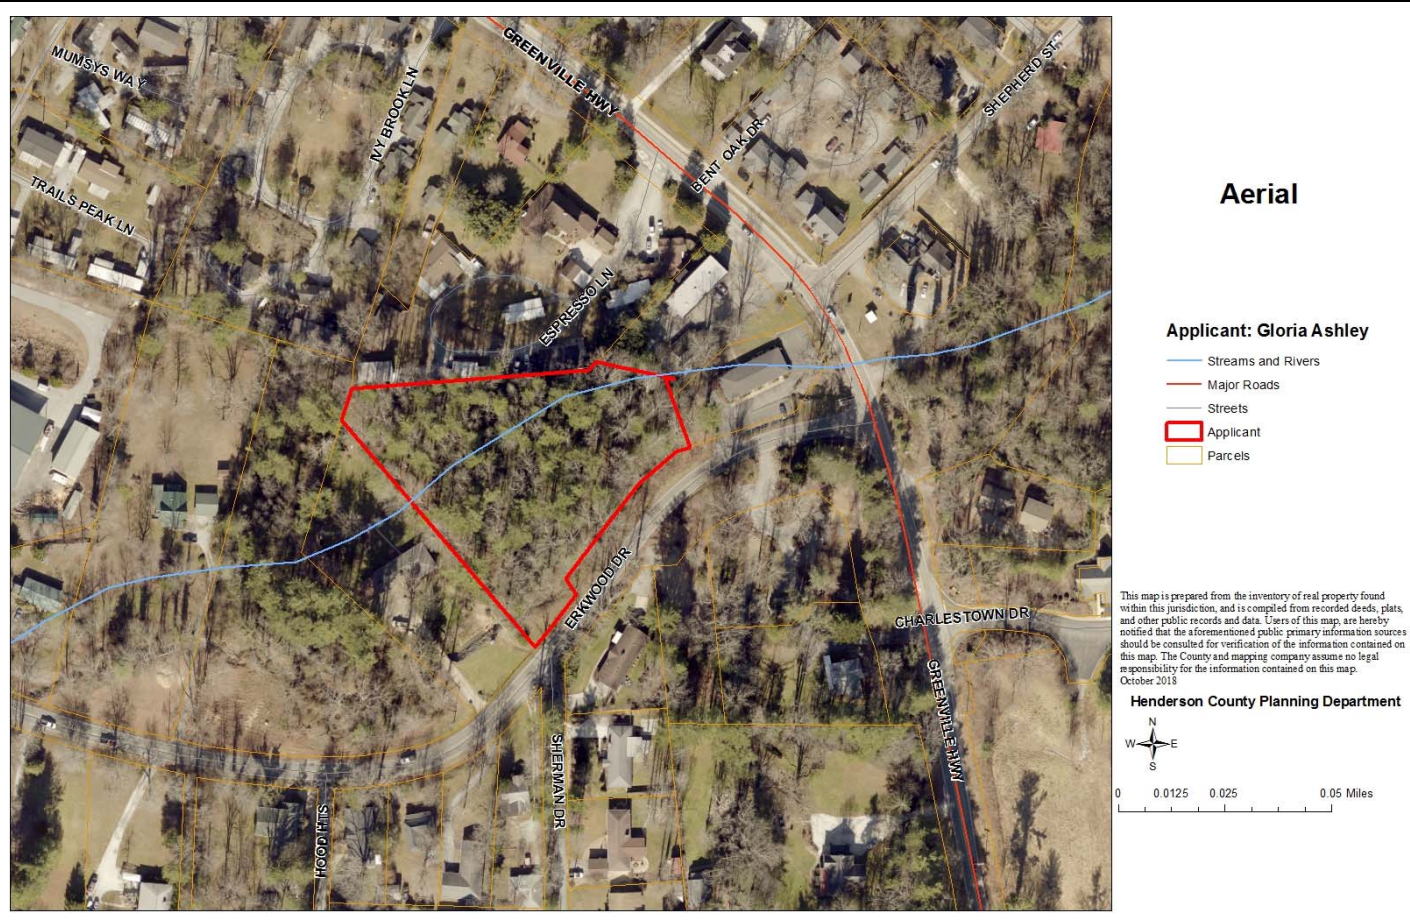 MUMSYS WAY
IVY BROOK LN
TRAILS PEAK LN
GREENVILLE HWY
BENT OAK DR
SHEPHERD ST
ESPRESSO LN
ERKWOOD DR
CHARLESTOWN DR
GREENVILLE HWY
SHERMAN DR
HOOD HTS
Aerial
Applicant: Gloria Ashley
Streams and Rivers
Major Roads
Streets
Applicant
Parcels
This map is prepared from the inventory of real property found
within this jurisdiction, and is compiled from recorded deeds, plats,
and other public records and data. Users of this map, are hereby
notified that the aforementioned public primary information sources
should be consulted for verification of the information contained on
this map. The County and mapping company assume no legal
responsibility for the information contained on this map.
October 2018
Henderson County Planning Department
N
W E
S
0 0.0125 0.025 0.05 Miles